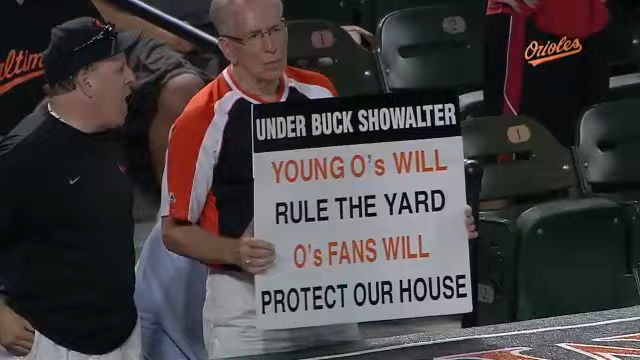 Orioles
UNDER BUCK SHOWALTER
YOUNG O's WILL
RULE THE YARD
O's FANS WILL
PROTECT OUR HOUSE